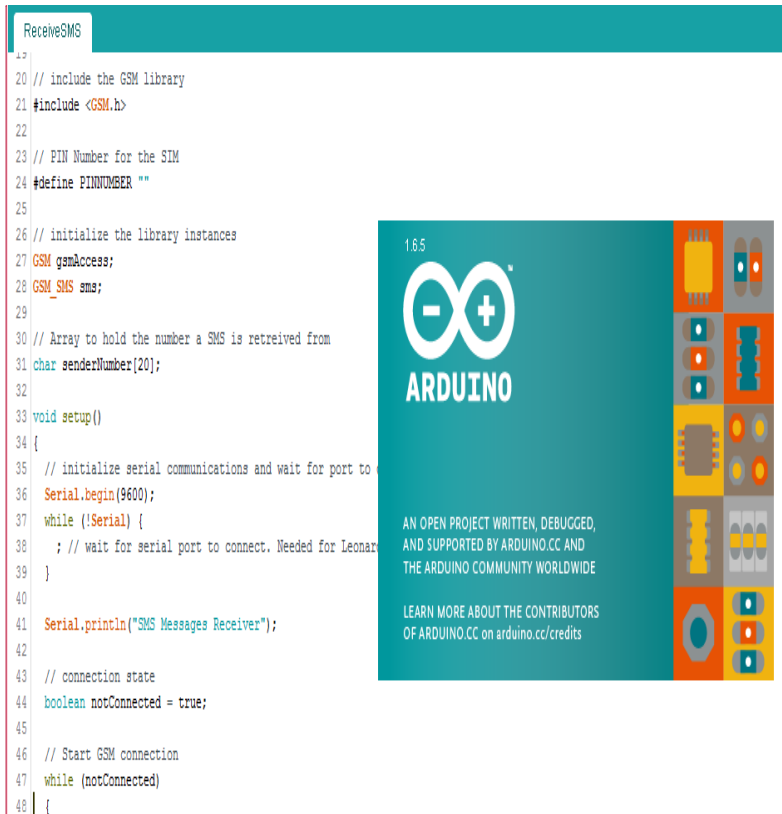 ReceiveSMS
19
20 // include the GSM library
21 #include <GSM.h>
22
23 // PIN Number for the SIM
24 #define PINNUMBER ""
25
26 // initialize the library instances
27 GSM gsmAccess;
28 GSM_SMS sms;
29
30 // Array to hold the number a SMS is retreived from
31 char senderNumber[20];
32
33 void setup()
34 {
35 // initialize serial communications and wait for port to
36 Serial.begin(9600);
37 while (!Serial) {
38 ; // wait for serial port to connect. Needed for Leonar
39 }
40
41 Serial.println("SMS Messages Receiver");
42
43 // connection state
44 boolean notConnected = true;
45
46 // Start GSM connection
47 while (notConnected)
48 {
1.6.5
™
ARDUINO
AN OPEN PROJECT WRITTEN, DEBUGGED,
AND SUPPORTED BY ARDUINO.CC AND
THE ARDUINO COMMUNITY WORLDWIDE
LEARN MORE ABOUT THE CONTRIBUTORS
OF ARDUINO.CC on arduino.cc/credits